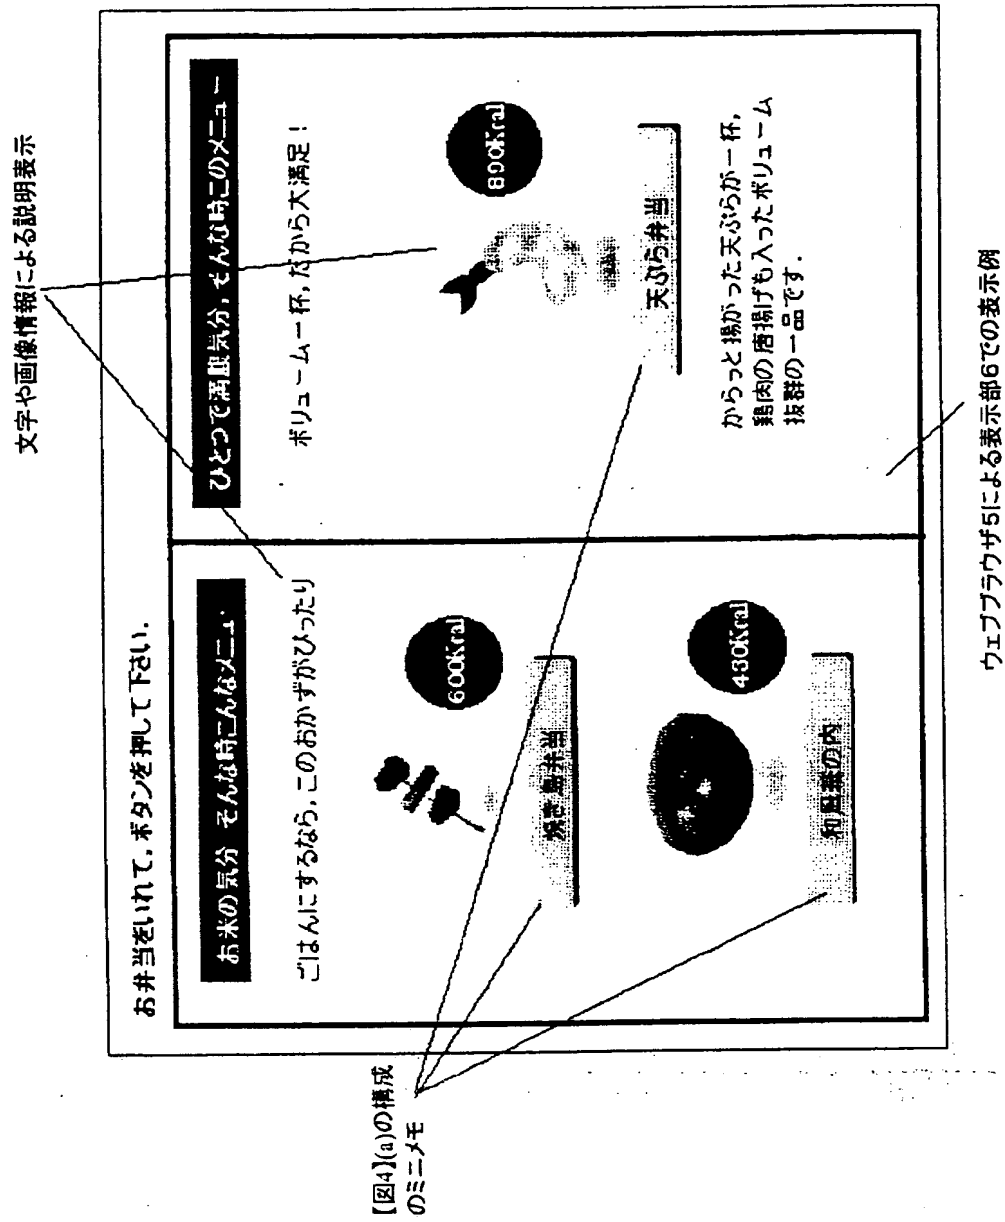 文字や画像情報による説明表示
お弁当をいれて,ボタンを押して下さい.
お米の気分 そんな時こんなメニュー
ごはんにするなら,このおかずがぴったり
600Kcal
焼き鳥弁当
430Kcal
和風幕の内
ひとつで満腹気分,そんな時このメニュー
ボリューム一杯,だから大満足!
800Kcal
天ぷら弁当
からっと揚がった天ぷらが一杯,
鶏肉の唐揚げも入ったボリューム
抜群の一品です.
【図4】(a)の構成
のミニメモ
ウェブブラウザ5による表示部6での表示例